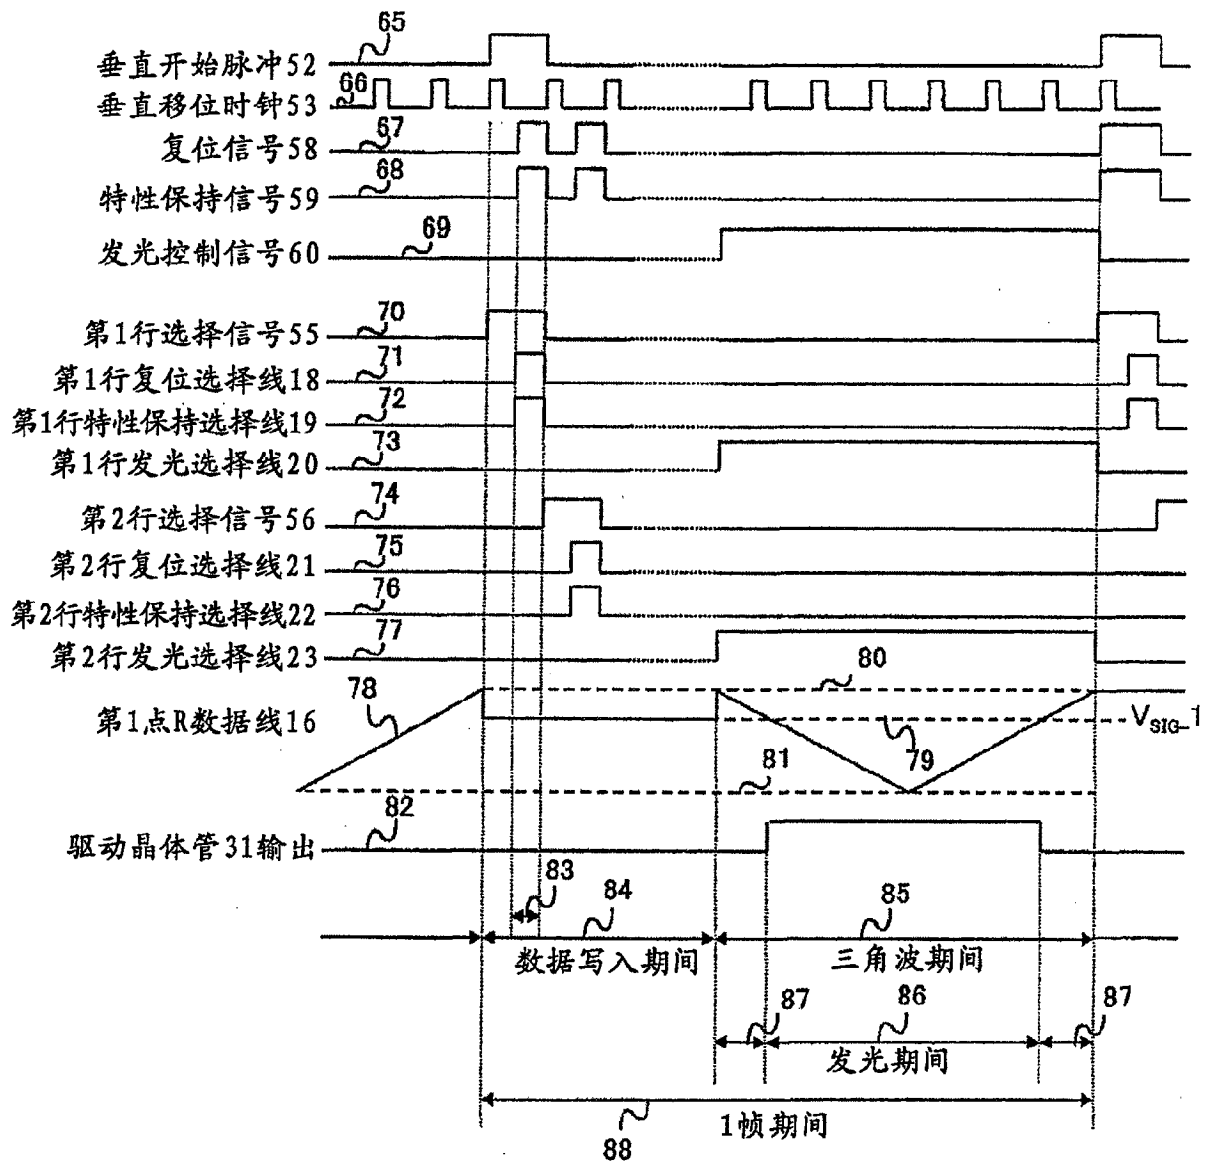 65
垂直开始脉冲52
66
垂直移位时钟53
67
复位信号58
68
特性保持信号59
69
发光控制信号60
70
第1行选择信号55
71
第1行复位选择线18
72
第1行特性保持选择线19
73
第1行发光选择线20
74
第2行选择信号56
75
第2行复位选择线21
76
第2行特性保持选择线22
77
第2行发光选择线23
80
78
第1点R数据线16
VSIG_1
79
81
82
驱动晶体管31输出
83
84
85
数据写入期间
三角波期间
87
86
87
发光期间
1帧期间
88